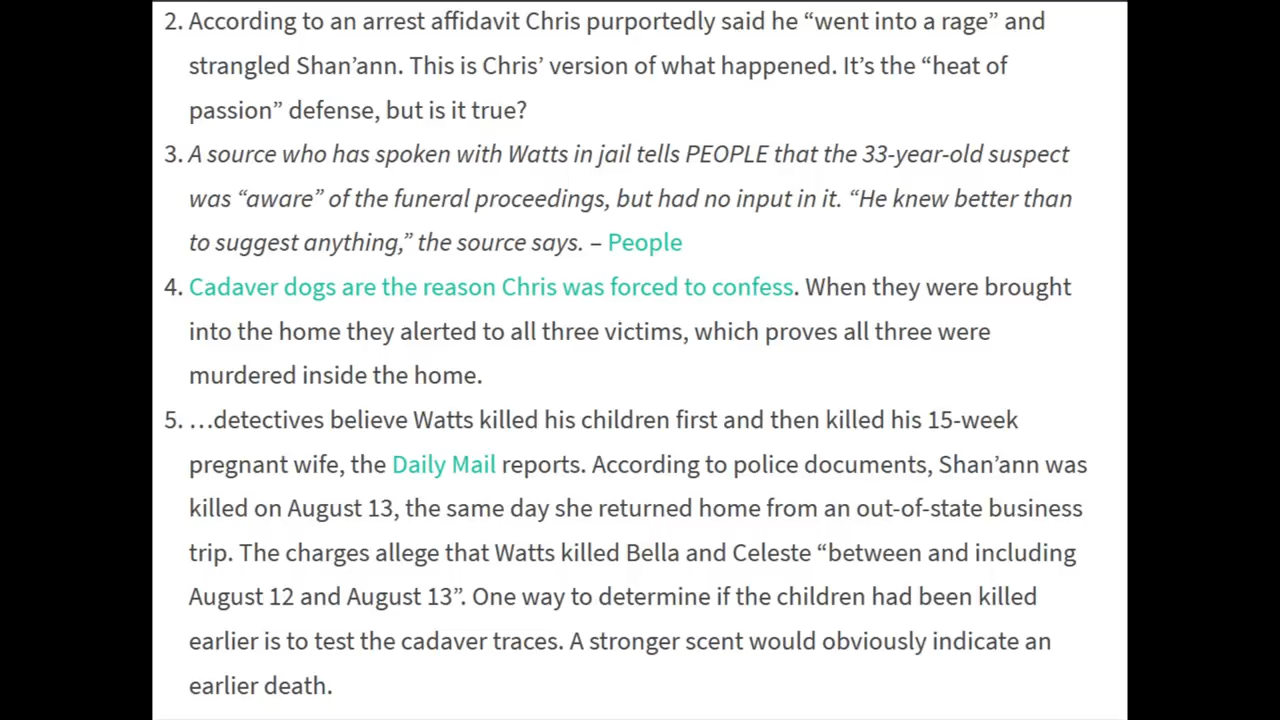 2. According to an arrest affidavit Chris purportedly said he “went into a rage” and
strangled Shan’ann. This is Chris’ version of what happened. It’s the “heat of
passion” defense, but is it true?
3. A source who has spoken with Watts in jail tells PEOPLE that the 33-year-old suspect
was “aware” of the funeral proceedings, but had no input in it. “He knew better than
to suggest anything,” the source says. – People
4. Cadaver dogs are the reason Chris was forced to confess. When they were brought
into the home they alerted to all three victims, which proves all three were
murdered inside the home.
5. …detectives believe Watts killed his children first and then killed his 15-week
pregnant wife, the Daily Mail reports. According to police documents, Shan’ann was
killed on August 13, the same day she returned home from an out-of-state business
trip. The charges allege that Watts killed Bella and Celeste “between and including
August 12 and August 13”. One way to determine if the children had been killed
earlier is to test the cadaver traces. A stronger scent would obviously indicate an
earlier death.